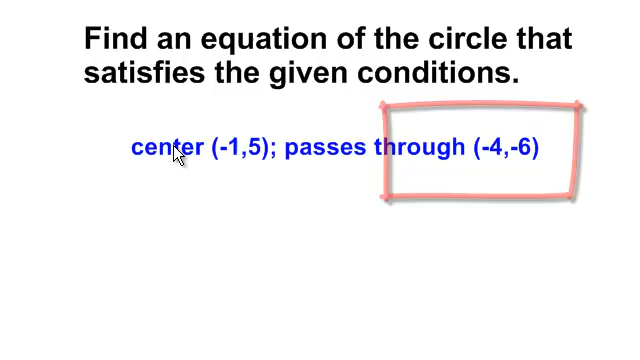 Find an equation of the circle that
satisfies the given conditions.
center (-1,5); passes through (-4,-6)